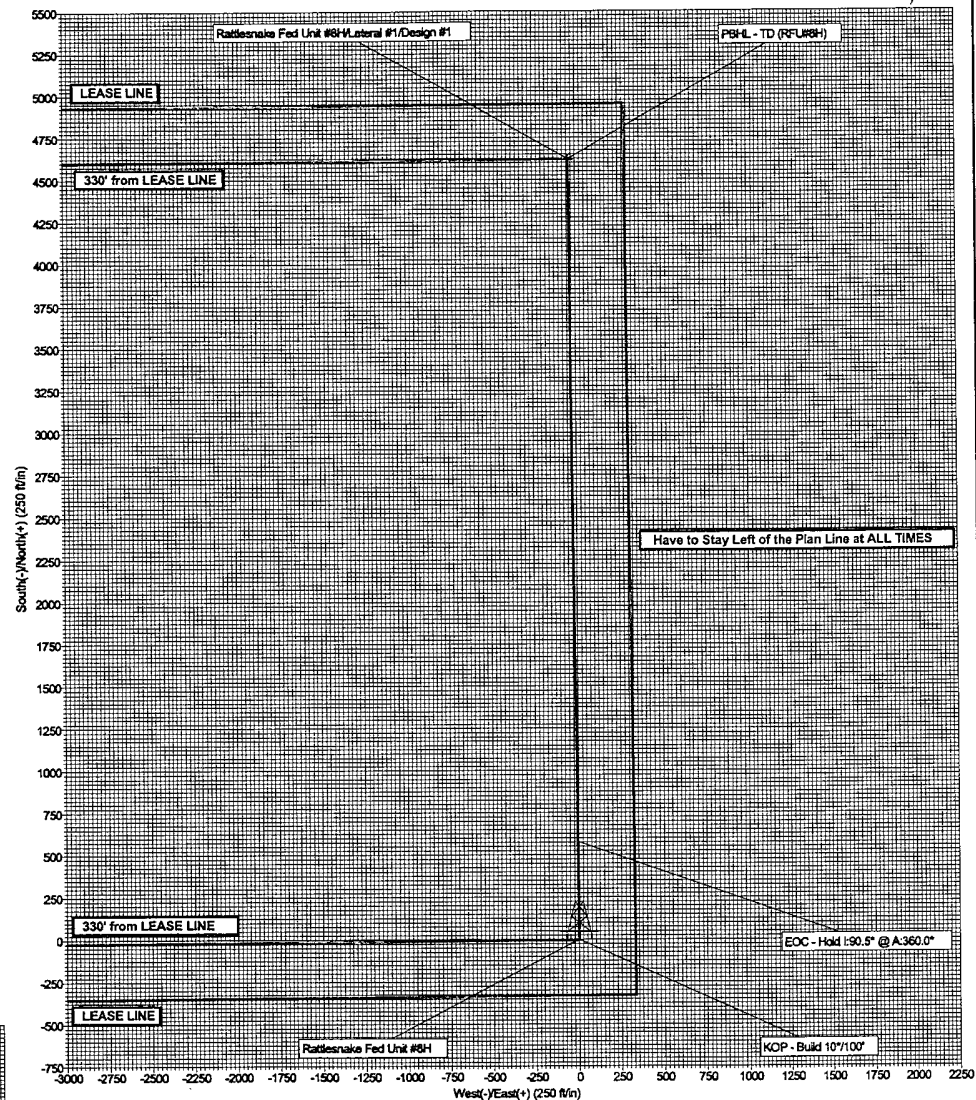 5500
Rattlesnake Fed Unit #8H/Lateral #1/Design #1
PBHL - TD (RFU#8H)
5250
LEASE LINE
5000
4750
330' from LEASE LINE
4500
4250
4000
3750
3500
3250
3000
2750
2500
Have to Stay Left of the Plan Line at ALL TIMES
South(-)/North(+) (250 ft/in)
2250
2000
1750
1500
1250
1000
750
500
250
330' from LEASE LINE
0
EOC - Hold I:90.5° @ A:360.0°
-250
LEASE LINE
-500
Rattlesnake Fed Unit #8H
KOP - Build 10°/100'
-750
-3000 -2750 -2500 -2250 -2000 -1750 -1500 -1250 -1000 -750 -500 -250 0 250 500 750 1000 1250 1500 1750 2000 2250
West(-)/East(+) (250 ft/in)